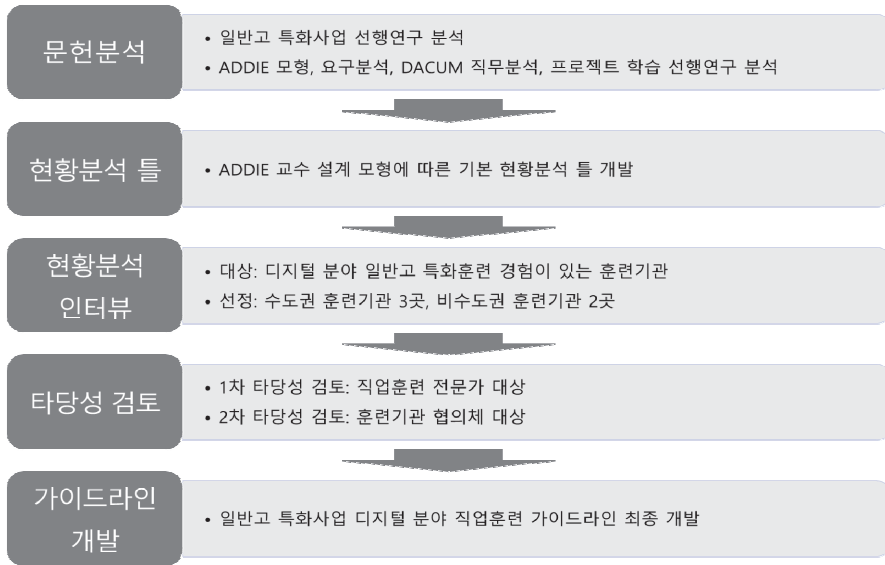 문헌분석
• 일반고 특화사업 선행연구 분석
• ADDIE 모형, 요구분석, DACUM 직무분석, 프로젝트 학습 선행연구 분석
현황분석 틀
• ADDIE 교수 설계 모형에 따른 기본 현황분석 틀 개발
현황분석
인터뷰
• 대상: 디지털 분야 일반고 특화훈련 경험이 있는 훈련기관
• 선정: 수도권 훈련기관 3곳, 비수도권 훈련기관 2곳
타당성 검토
• 1차 타당성 검토: 직업훈련 전문가 대상
• 2차 타당성 검토: 훈련기관 협의체 대상
가이드라인
개발
• 일반고 특화사업 디지털 분야 직업훈련 가이드라인 최종 개발